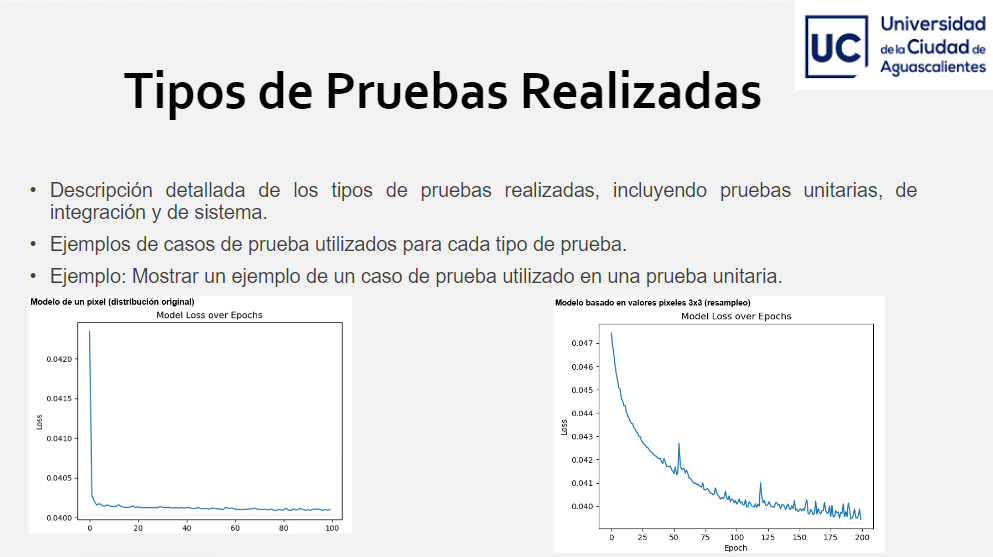 Universidad
de la Ciudad de
Aguascalientes
UC
Tipos de Pruebas Realizadas
• Descripción detallada de los tipos de pruebas realizadas, incluyendo pruebas unitarias, de
integración y de sistema.
• Ejemplos de casos de prueba utilizados para cada tipo de prueba.
• Ejemplo: Mostrar un ejemplo de un caso de prueba utilizado en una prueba unitaria.
Modelo de un pixel (distribución original)
Model Loss over Epochs
0.0420
0.0415
0.0410
0.0405
0.0400
Loss
0 20 40 60 80 100
Modelo basado en valores pixeles 3x3 (resampleo)
Model Loss over Epochs
0.047
0.046
0.045
0.044
0.043
0.042
0.041
0.040
Loss
0 25 50 75 100 125 150 175 200
Epoch